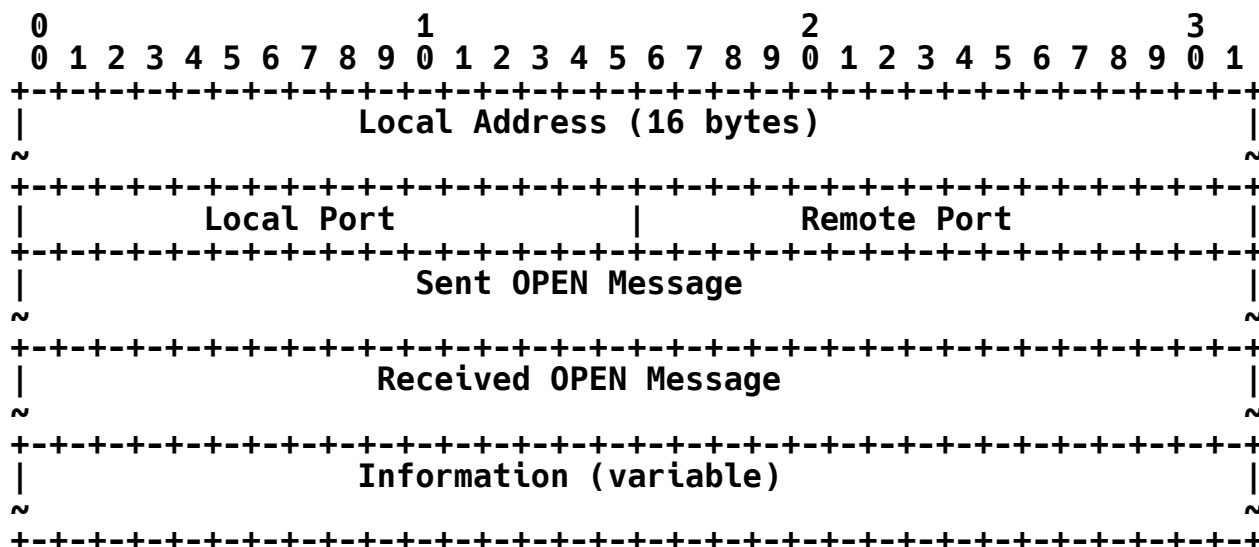 0                   1                   2                   3
0 1 2 3 4 5 6 7 8 9 0 1 2 3 4 5 6 7 8 9 0 1 2 3 4 5 6 7 8 9 0 1
+-+-+-+-+-+-+-+-+-+-+-+-+-+-+-+-+-+-+-+-+-+-+-+-+-+-+-+-+-+-+-+-+
|                 Local Address (16 bytes)                      |
~                                                               ~
+-+-+-+-+-+-+-+-+-+-+-+-+-+-+-+-+-+-+-+-+-+-+-+-+-+-+-+-+-+-+-+-+
|         Local Port            |        Remote Port            |
+-+-+-+-+-+-+-+-+-+-+-+-+-+-+-+-+-+-+-+-+-+-+-+-+-+-+-+-+-+-+-+-+
|                    Sent OPEN Message                          |
~                                                               ~
+-+-+-+-+-+-+-+-+-+-+-+-+-+-+-+-+-+-+-+-+-+-+-+-+-+-+-+-+-+-+-+-+
|                  Received OPEN Message                        |
~                                                               ~
+-+-+-+-+-+-+-+-+-+-+-+-+-+-+-+-+-+-+-+-+-+-+-+-+-+-+-+-+-+-+-+-+
|                 Information (variable)                        |
~                                                               ~
+-+-+-+-+-+-+-+-+-+-+-+-+-+-+-+-+-+-+-+-+-+-+-+-+-+-+-+-+-+-+-+-+